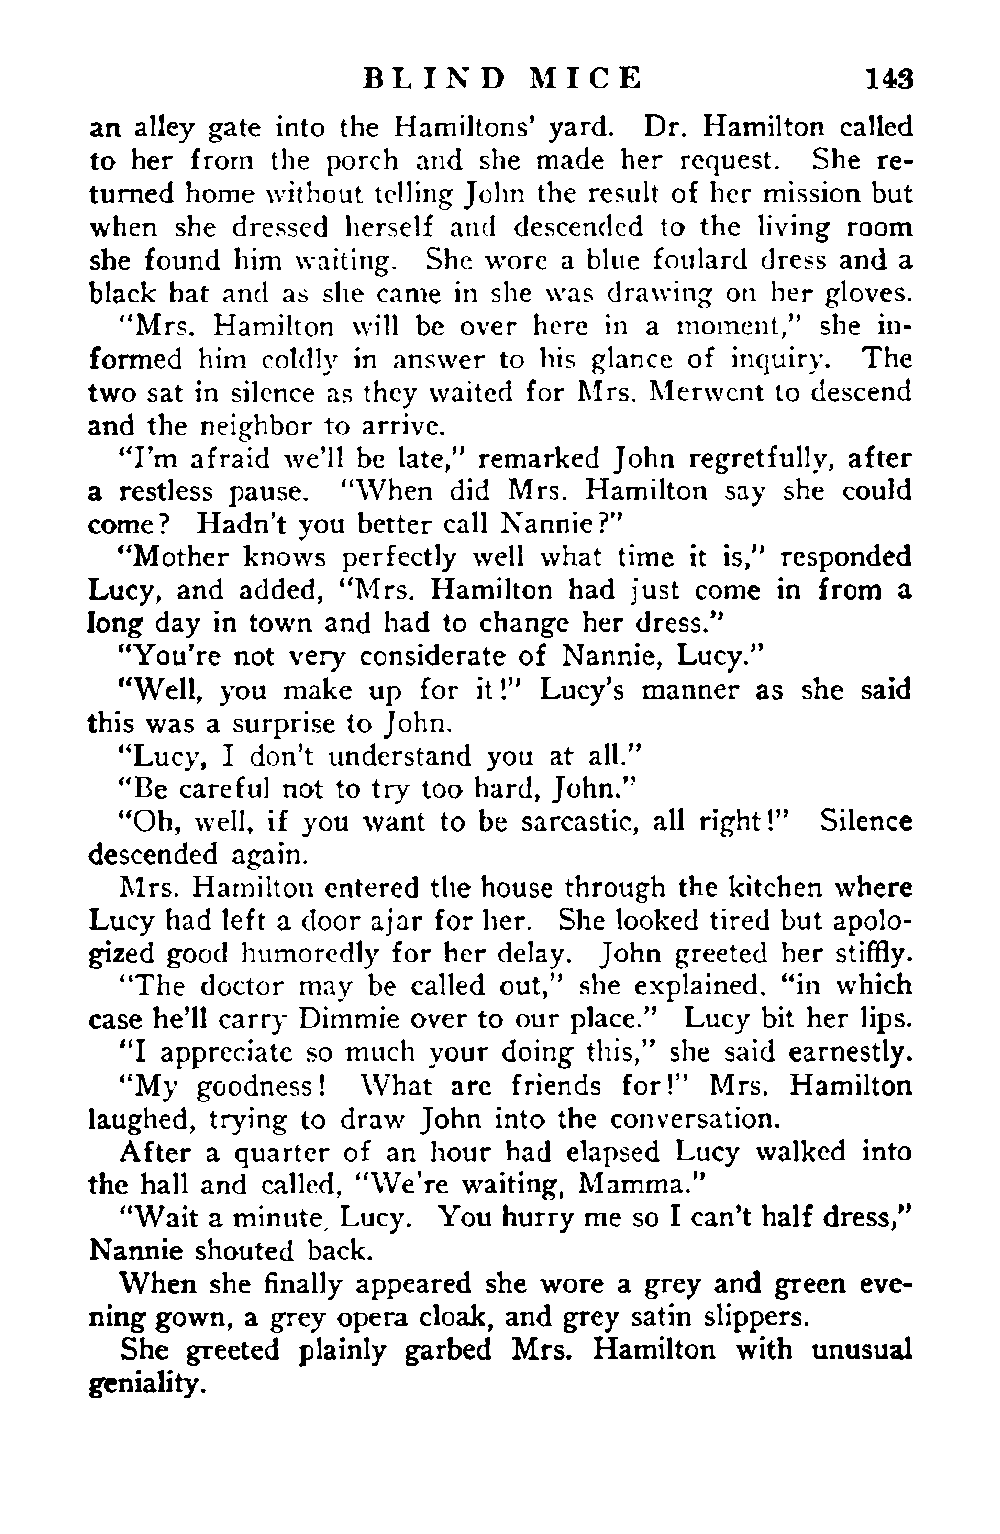 BLIND MICE 143
an alley gate into the Hamiltons' yard. Dr. Hamilton called
to her from the porch and she made her request. She re-
turned home without telling John the result of her mission but
when she dressed herself and descended to the living room
she found him waiting. She wore a blue foulard dress and a
black hat and as she came in she was drawing on her gloves.
"Mrs. Hamilton will be over here in a moment," she in-
formed him coldly in answer to his glance of inquiry. The
two sat in silence as they waited for Mrs. Merwent to descend
and the neighbor to arrive.
"I'm afraid we'll be late," remarked John regretfully, after
a restless pause. "When did Mrs. Hamilton say she could
come? Hadn't you better call Nannie?"
"Mother knows perfectly well what time it is," responded
Lucy, and added, "Mrs. Hamilton had just come in from a
long day in town and had to change her dress."
"You're not very considerate of Nannie, Lucy."
"Well, you make up for it!" Lucy's manner as she said
this was a surprise to John.
"Lucy, I don't understand you at all."
"Be careful not to try too hard, John."
"Oh, well, if you want to be sarcastic, all right!" Silence
descended again.
Mrs. Hamilton entered the house through the kitchen where
Lucy had left a door ajar for her. She looked tired but apolo-
gized good humoredly for her delay. John greeted her stiffly.
"The doctor may be called out," she explained, "in which
case he'll carry Dimmie over to our place." Lucy bit her lips.
"I appreciate so much your doing this," she said earnestly.
"My goodness! What are friends for!" Mrs. Hamilton
laughed, trying to draw John into the conversation.
After a quarter of an hour had elapsed Lucy walked into
the hall and called, "We're waiting, Mamma."
"Wait a minute, Lucy. You hurry me so I can't half dress,"
Nannie shouted back.
When she finally appeared she wore a grey and green eve-
ning gown, a grey opera cloak, and grey satin slippers.
She greeted plainly garbed Mrs. Hamilton with unusual
geniality.